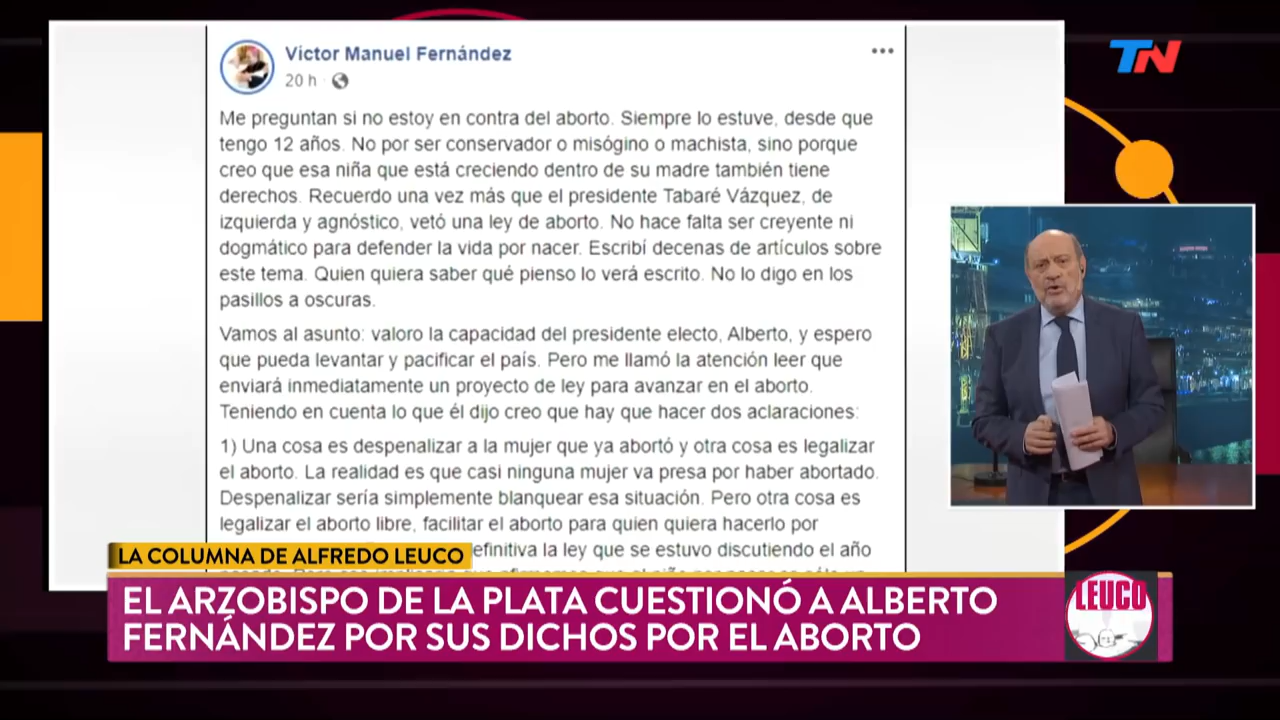 Víctor Manuel Fernández
20 h
Me preguntan si no estoy en contra del aborto. Siempre lo estuve, desde que
tengo 12 años. No por ser conservador o misógino o machista, sino porque
creo que esa niña que está creciendo dentro de su madre también tiene
derechos. Recuerdo una vez más que el presidente Tabaré Vázquez, de
izquierda y agnóstico, vetó una ley de aborto. No hace falta ser creyente ni
dogmático para defender la vida por nacer. Escribí decenas de artículos sobre
este tema. Quien quiera saber qué pienso lo verá escrito. No lo digo en los
pasillos a oscuras.
Vamos al asunto: valoro la capacidad del presidente electo, Alberto, y espero
que pueda levantar y pacificar el país. Pero me llamó la atención leer que
enviará inmediatamente un proyecto de ley para avanzar en el aborto.
Teniendo en cuenta lo que él dijo creo que hay que hacer dos aclaraciones:
1) Una cosa es despenalizar a la mujer que ya abortó y otra cosa es legalizar
el aborto. La realidad es que casi ninguna mujer va presa por haber abortado.
Despenalizar sería simplemente blanquear esa situación. Pero otra cosa es
legalizar el aborto libre, facilitar el aborto para quien quiera hacerlo por
efinitiva la ley que se estuvo discutiendo el año
TN
LA COLUMNA DE ALFREDO LEUCO
EL ARZOBISPO DE LA PLATA CUESTIONÓ A ALBERTO
FERNÁNDEZ POR SUS DICHOS POR EL ABORTO
LEUCO